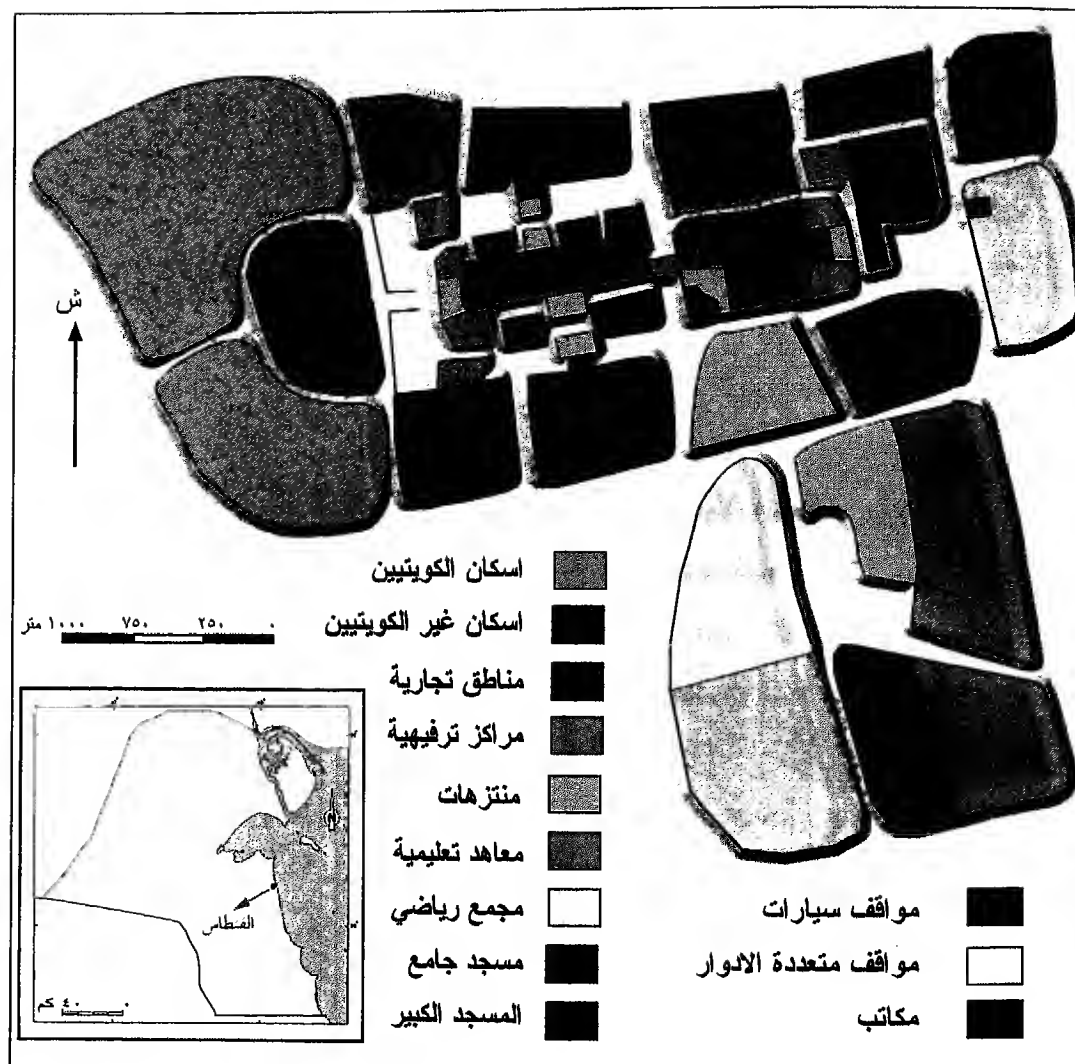 ش
اسكان الكويتيين
اسكان غير الكويتيين
مناطق تجارية
مراكز ترفيهية
منتزهات
معاهد تعليمية
مجمع رياضي
مسجد جامع
المسجد الكبير
مواقف سيارات
مواقف متعددة الادوار
مكاتب
٠ ٢٥٠ ٧٥٠ ١٠٠٠ متر
الفنطاس
٠ ٤٠ كم